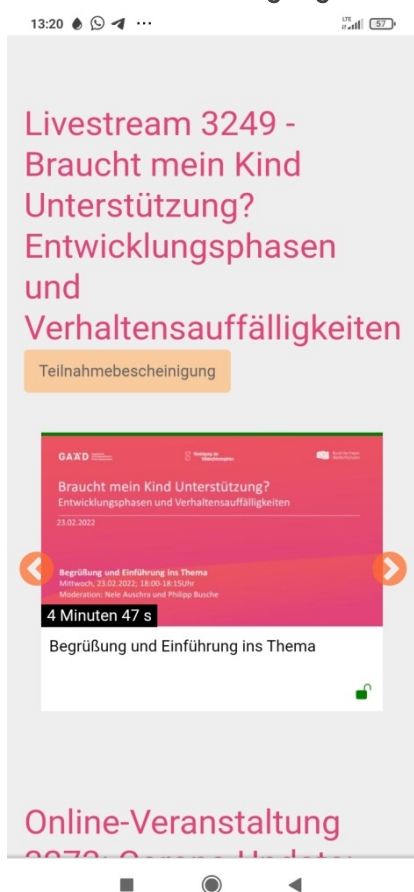 13:20
LTE
57
Livestream 3249 -
Braucht mein Kind
Unterstützung?
Entwicklungsphasen
und
Verhaltensauffälligkeiten
Teilnahmebescheinigung
GAÄD
Braucht mein Kind Unterstützung?
Entwicklungsphasen und Verhaltensauffälligkeiten
23.02.2022
Begrüßung und Einführung ins Thema
Mittwoch, 23.02.2022; 18:00-18:15Uhr
Moderation: Nele Auschra und Philipp Busche
4 Minuten 47 s
Begrüßung und Einführung ins Thema
Online-Veranstaltung